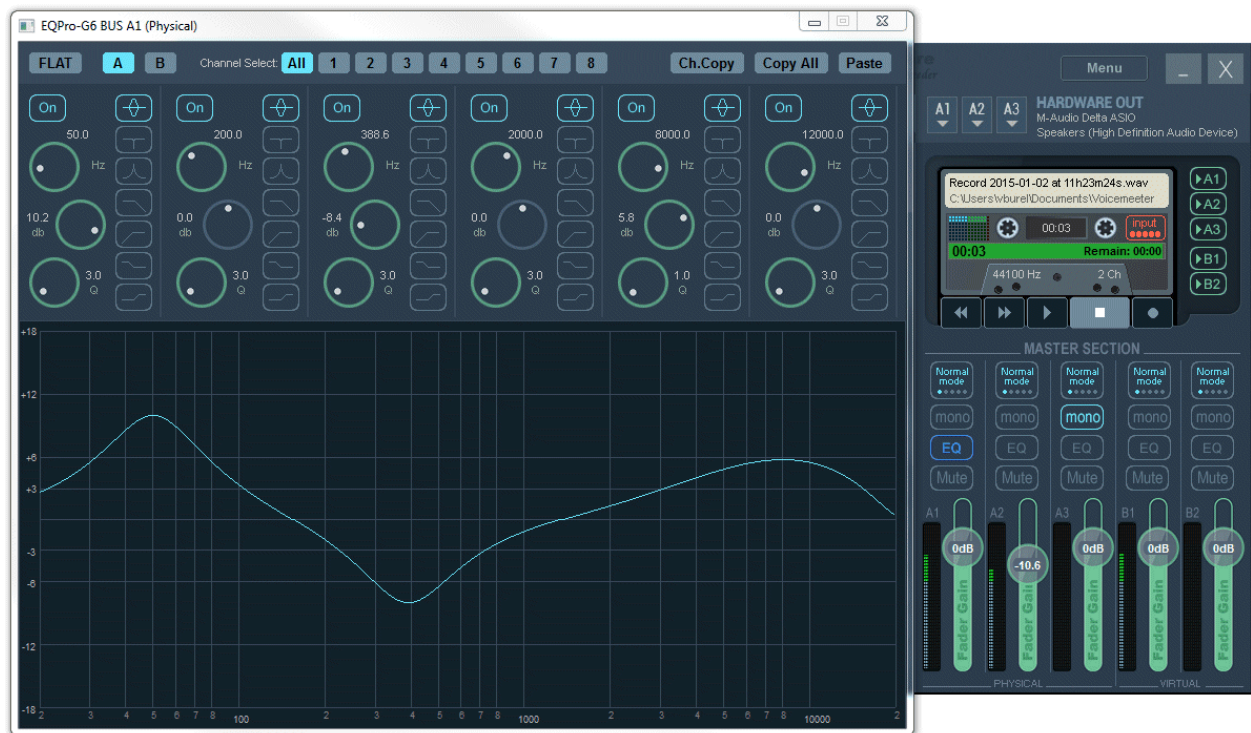 EQPro-G6 BUS A1 (Physical)
FLAT A B Channel Select: All 1 2 3 4 5 6 7 8 Ch.Copy Copy All Paste
On On On On On On
50.0 200.0 388.6 2000.0 8000.0 12000.0
Hz Hz Hz Hz Hz Hz
10.2 0.0 -8.4 0.0 5.8 0.0
db db db db db db
3.0 3.0 3.0 3.0 1.0 3.0
Q Q Q Q Q Q
+18
+12
+6
+3
-3
-6
-12
-18
2 3 4 5 6 7 8 100 2 3 4 5 6 7 8 1000 2 3 4 5 6 7 8 10000 2
Menu
A1 A2 A3
HARDWARE OUT
M-Audio Delta ASIO
Speakers (High Definition Audio Device)
Record 2015-01-02 at 11h23m24s.wav
C:\Users\vburel\Documents\Voicemeeter
00:03 input
00:03 Remain: 00:00
44100 Hz 2 Ch
A1
A2
A3
B1
B2
MASTER SECTION
Normal mode Normal mode Normal mode Normal mode Normal mode
mono mono mono mono mono
EQ EQ EQ EQ EQ
Mute Mute Mute Mute Mute
A1 A2 A3 B1 B2
0dB -10.6 0dB 0dB 0dB
Fader Gain Fader Gain Fader Gain Fader Gain Fader Gain
PHYSICAL VIRTUAL